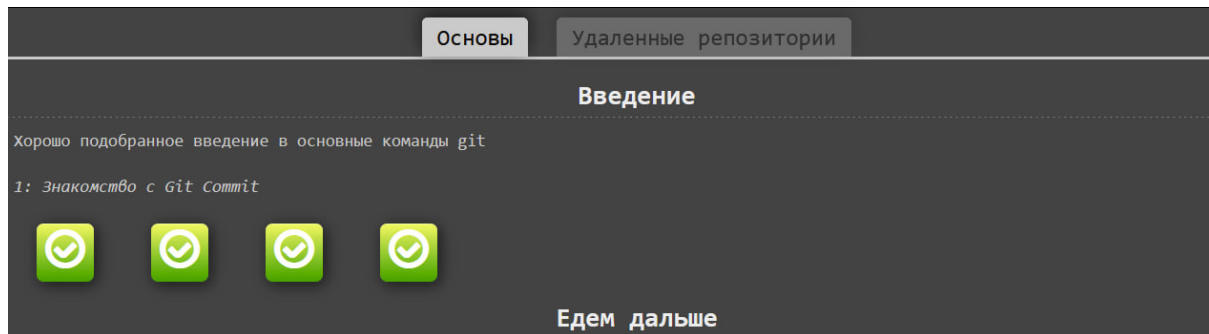 Основы Удаленные репозитории
Введение
Хорошо подобранное введение в основные команды git
1: Знакомство с Git Commit
Едем дальше